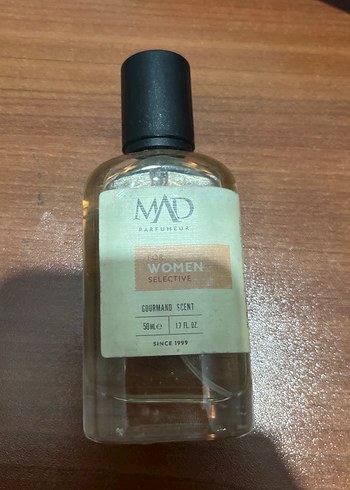 MAD
PARFUMEUR
FOR
WOMEN
SELECTIVE
GOURMAND SCENT
50 ML e 1.7 FL. OZ.
SINCE 1999